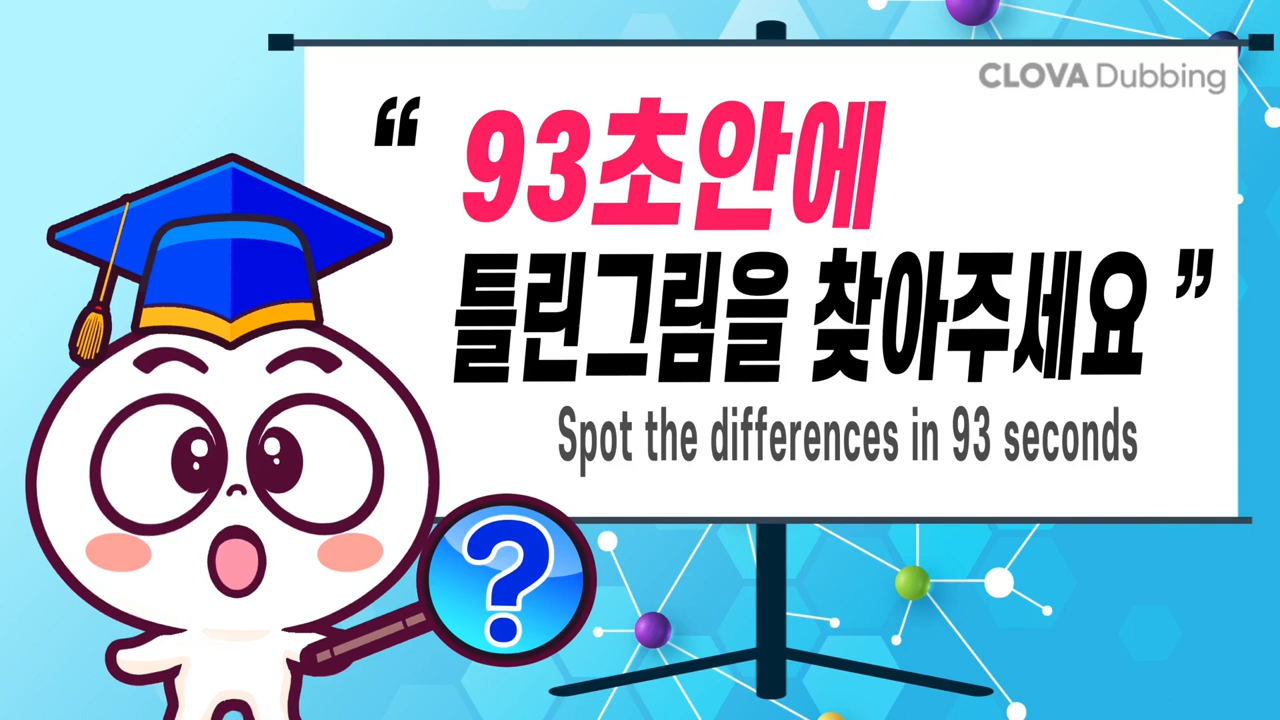 CLOVA Dubbing
“ 93초안에
틀린그림을 찾아주세요 ”
Spot the differences in 93 seconds
?